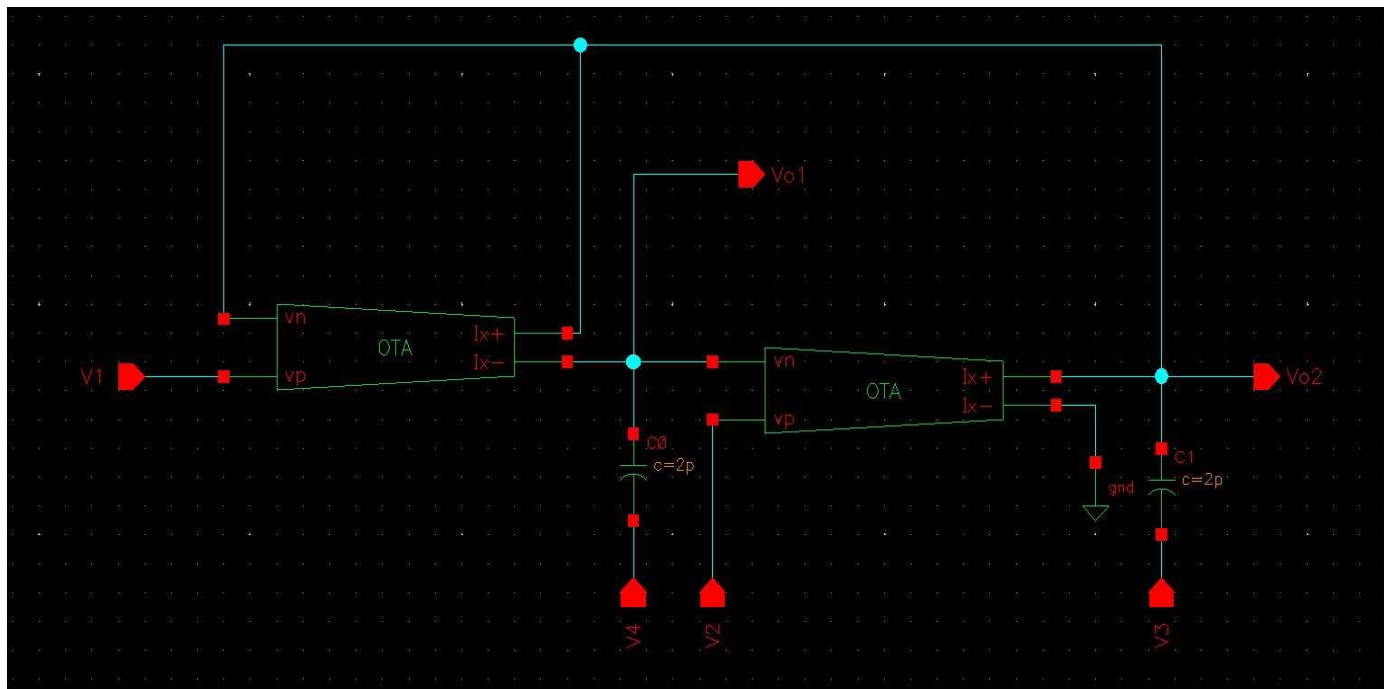 Vo1
vn
Ix+
OTA
Ix-
V1
vp
vn
Ix+
Vo2
OTA
Ix-
vp
C0
c=2p
C1
c=2p
gnd
V4
V2
V3